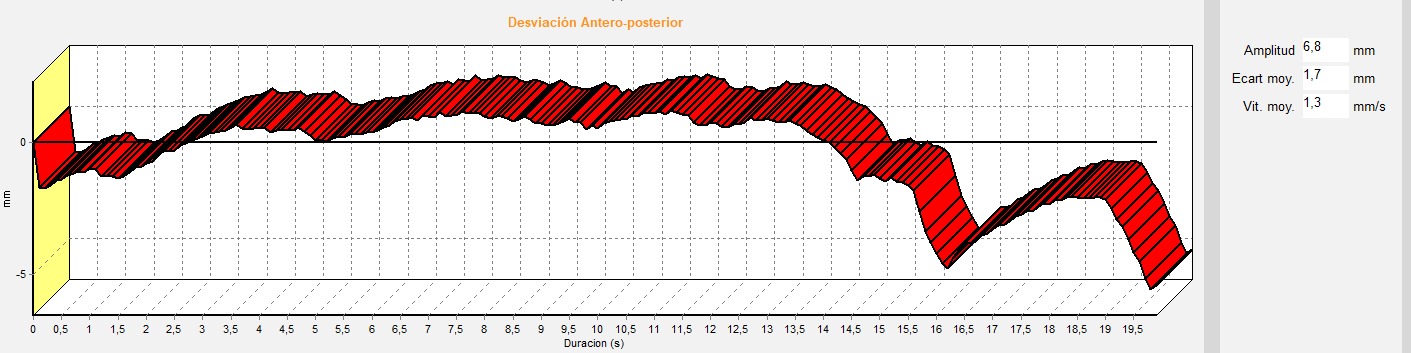 Desviación Antero-posterior
0
mm
-5
0 0,5 1 1,5 2 2,5 3 3,5 4 4,5 5 5,5 6 6,5 7 7,5 8 8,5 9 9,5 10 10,5 11 11,5 12 12,5 13 13,5 14 14,5 15 15,5 16 16,5 17 17,5 18 18,5 19 19,5
Duracion (s)
Amplitud 6,8 mm
Ecart moy. 1,7 mm
Vit. moy. 1,3 mm/s